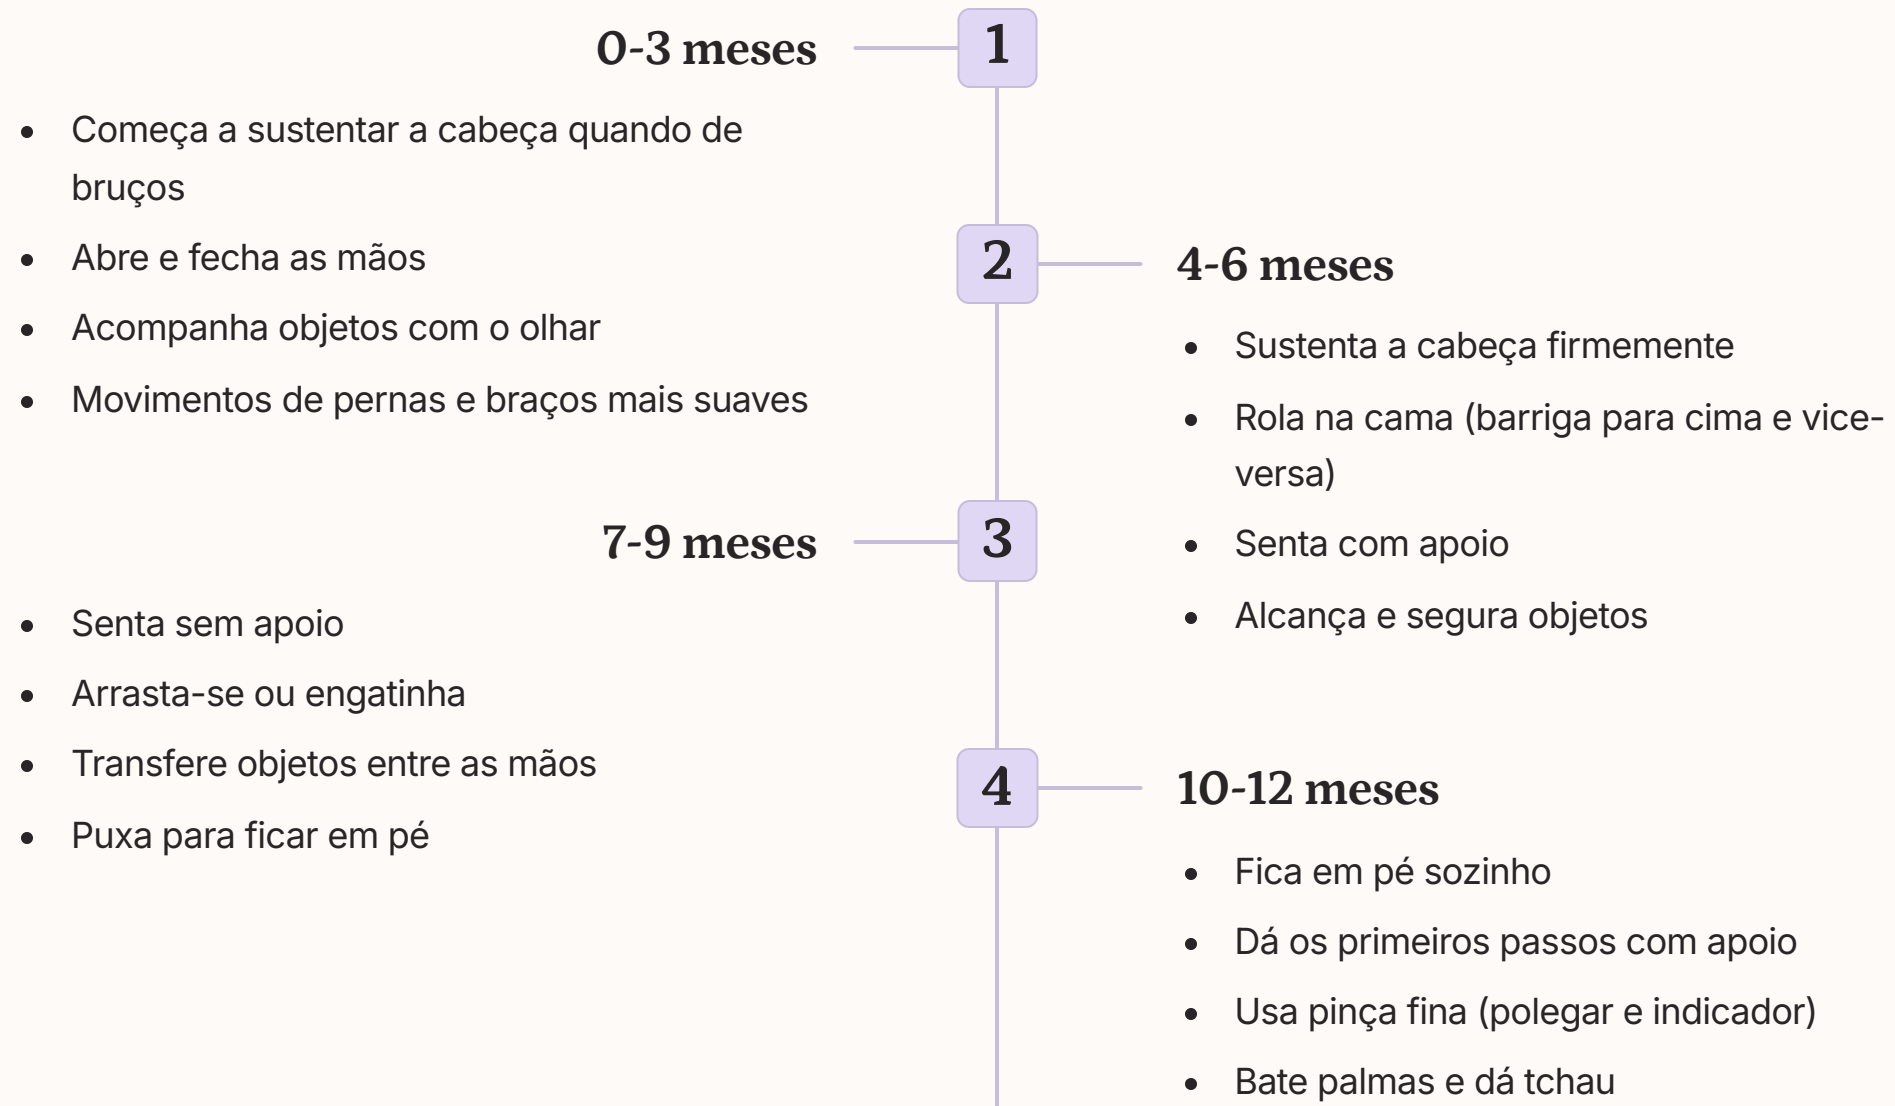 1
0-3 meses
Começa a sustentar a cabeça quando de
bruços
Abre e fecha as mãos
Acompanha objetos com o olhar
Movimentos de pernas e braços mais suaves
2
4-6 meses
Sustenta a cabeça firmemente
Rola na cama (barriga para cima e vice-
versa)
Senta com apoio
Alcança e segura objetos
3
7-9 meses
Senta sem apoio
Arrasta-se ou engatinha
Transfere objetos entre as mãos
Puxa para ficar em pé
4
10-12 meses
Fica em pé sozinho
Dá os primeiros passos com apoio
Usa pinça fina (polegar e indicador)
Bate palmas e dá tchau